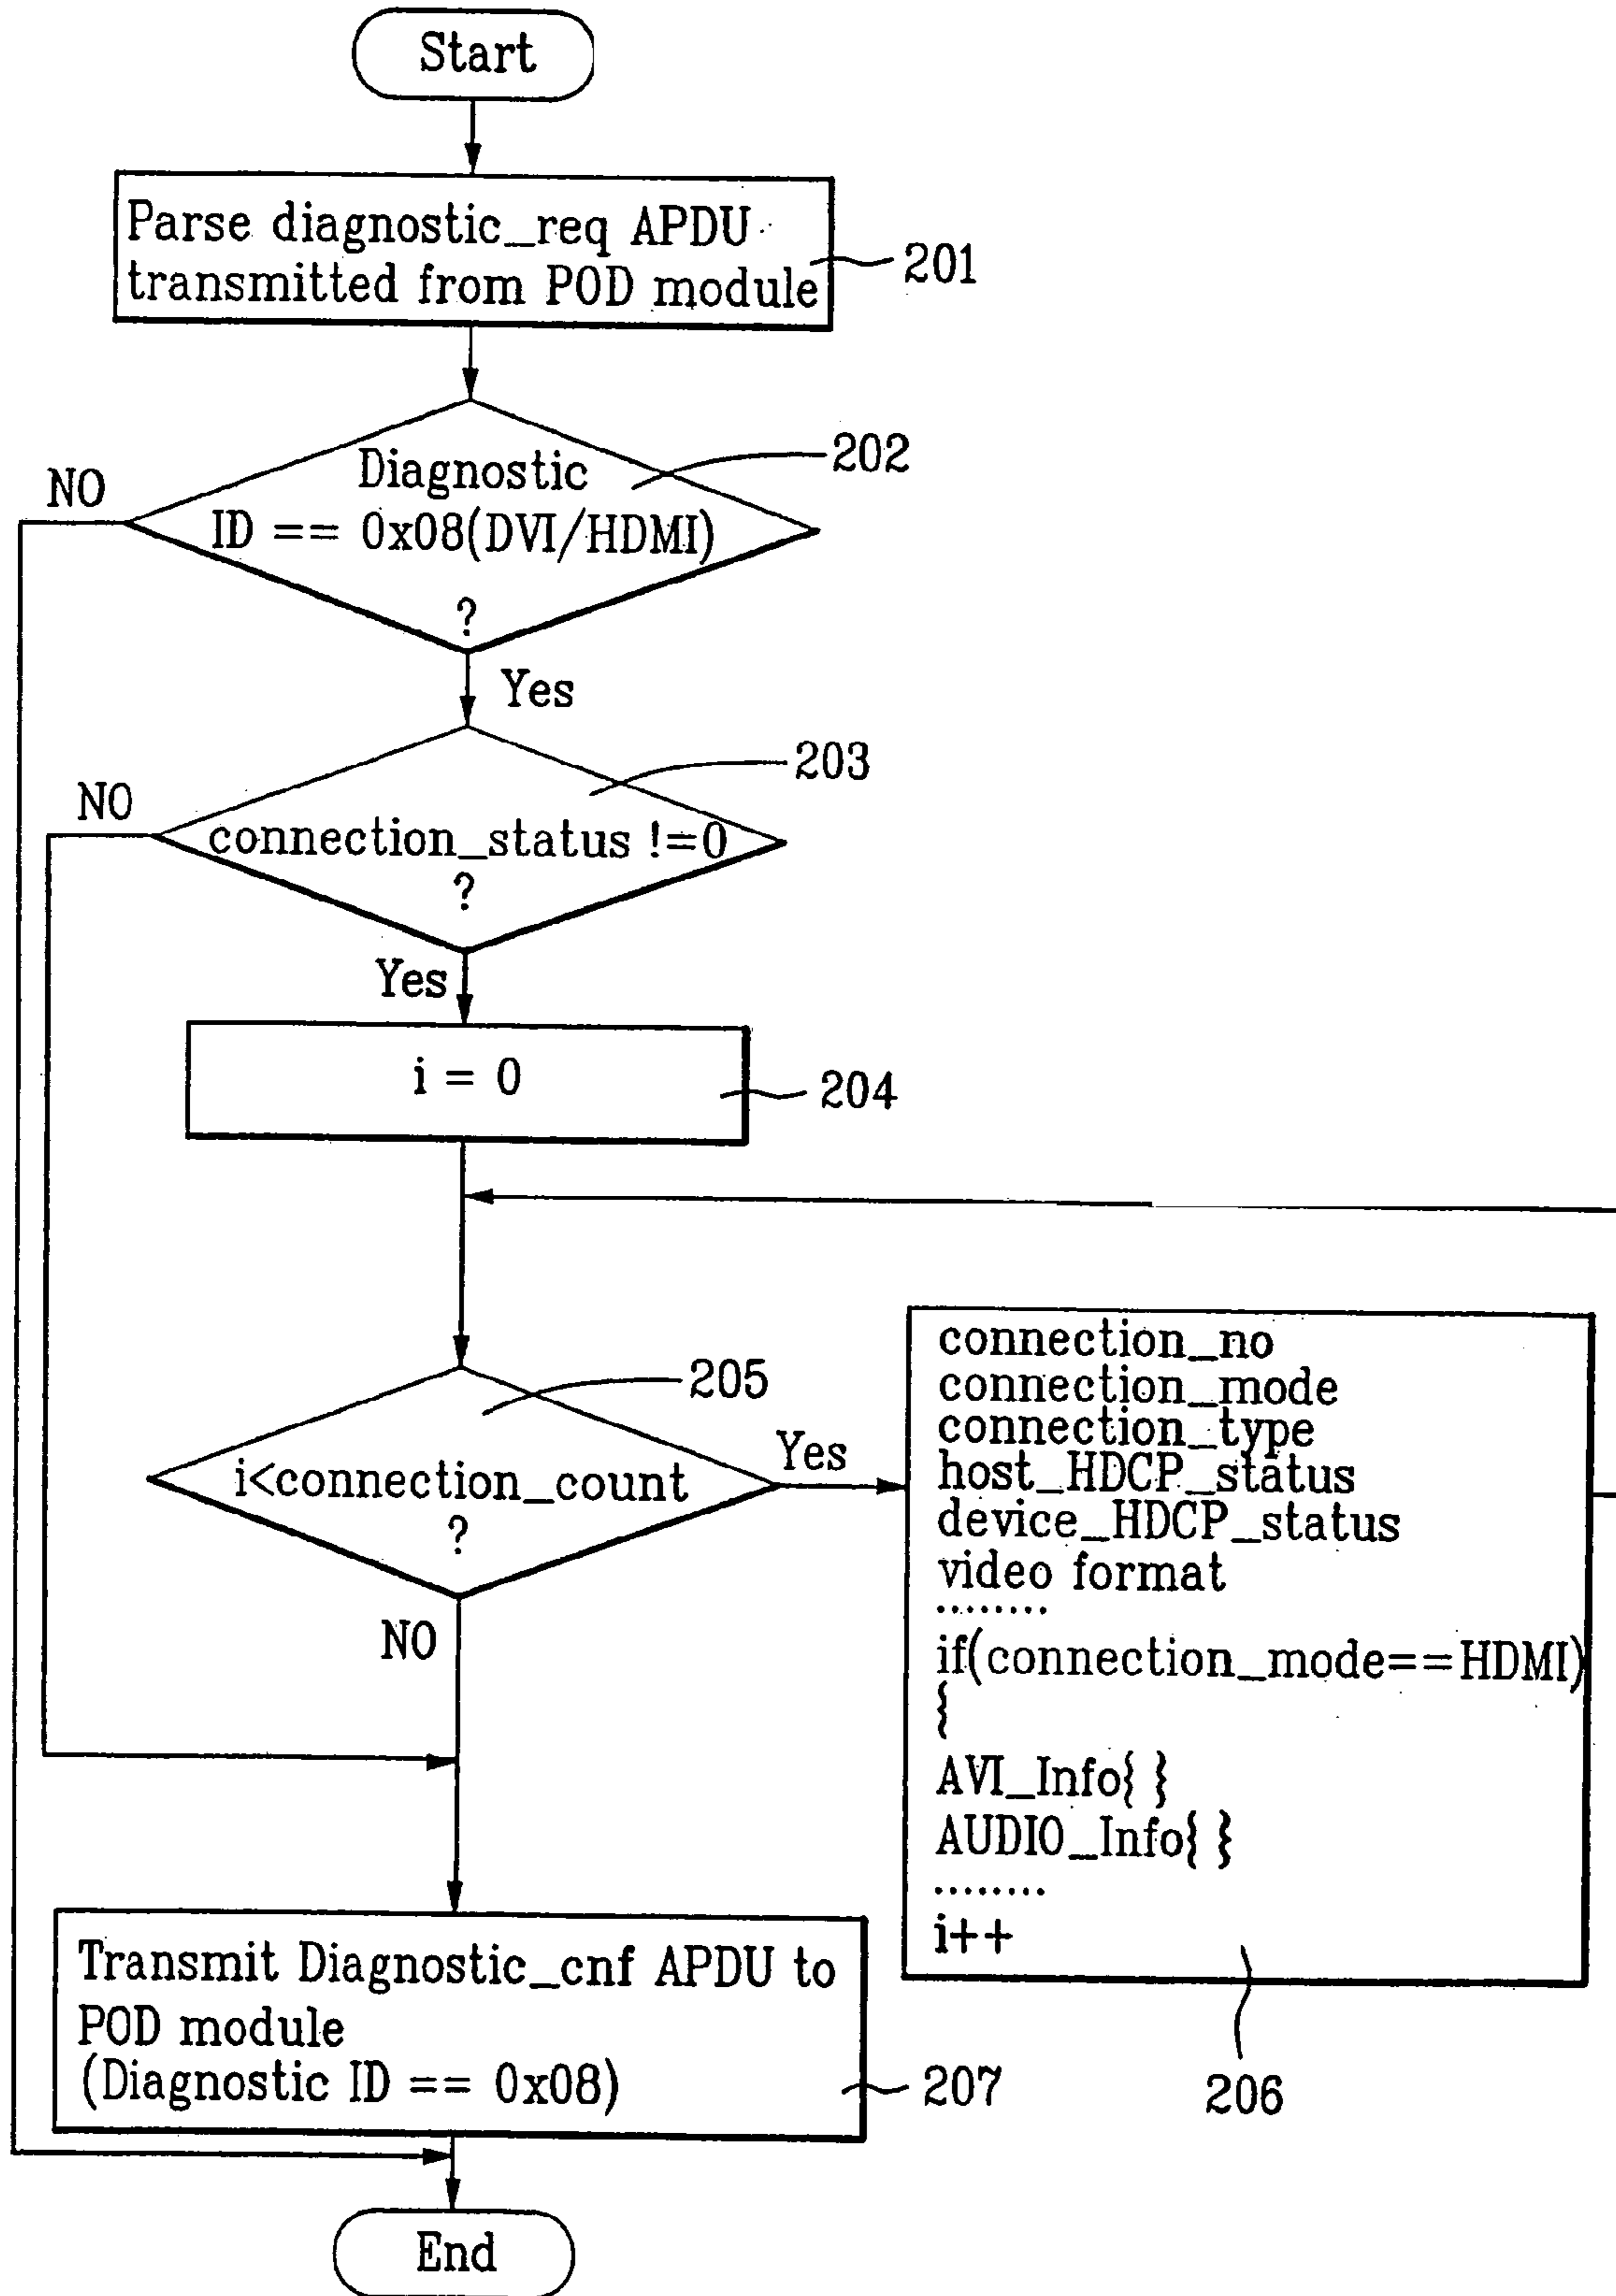 Start
Parse diagnostic_req APDU
transmitted from POD module
201
202
Diagnostic
NO
ID == 0x08(DVI/HDMI)
?
Yes
203
NO
connection_status !=0
?
Yes
i = 0
204
205
i<connection_count
?
Yes
NO
connection_no
connection_mode
connection_type
host_HDCP_status
device_HDCP_status
video format
........
if(connection_mode==HDMI)
{
AVI_Info{ }
AUDIO_Info{ }
........
i++
206
Transmit Diagnostic_cnf APDU to
POD module
(Diagnostic ID == 0x08)
207
End